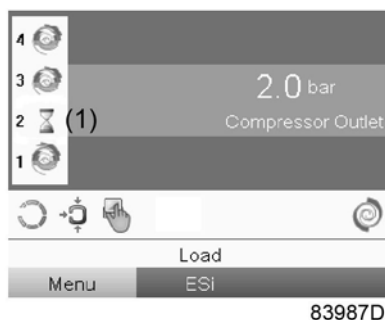 4
3
2.0 bar
2 (1) Compressor Outlet
1
Load
Menu ESi
83987D